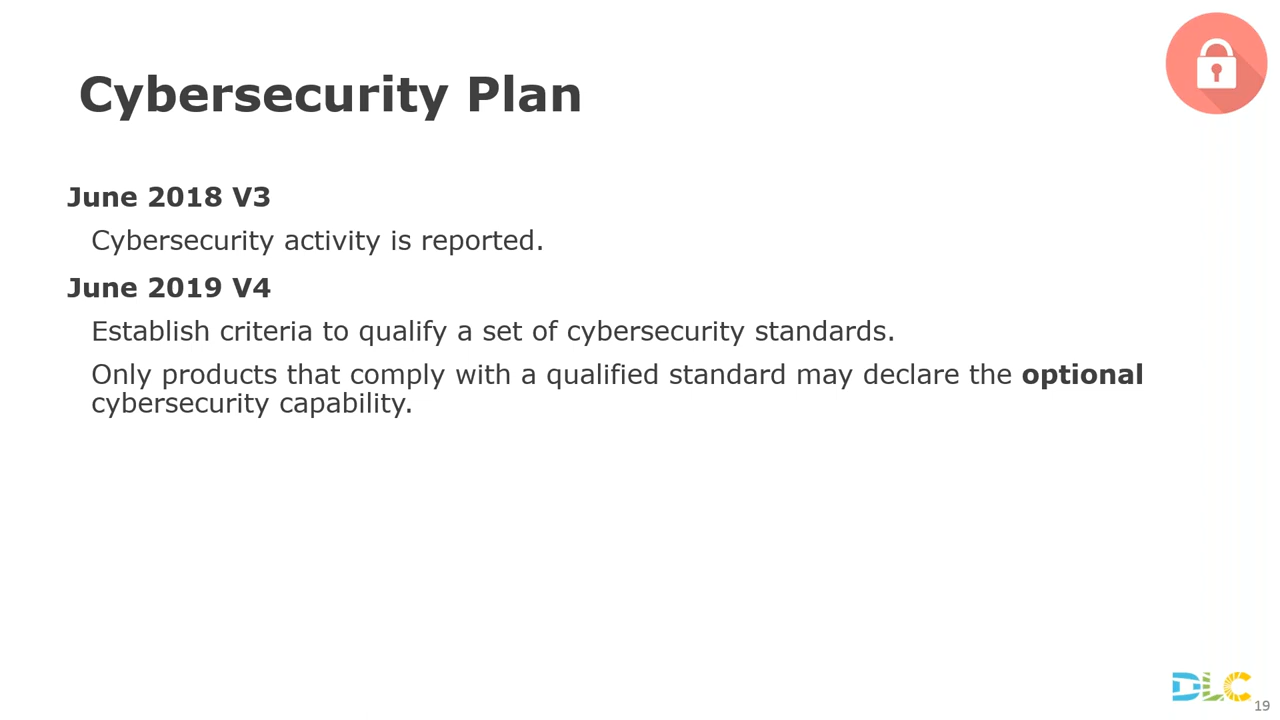 Cybersecurity Plan
June 2018 V3
Cybersecurity activity is reported.
June 2019 V4
Establish criteria to qualify a set of cybersecurity standards.
Only products that comply with a qualified standard may declare the optional
cybersecurity capability.
DLC
19